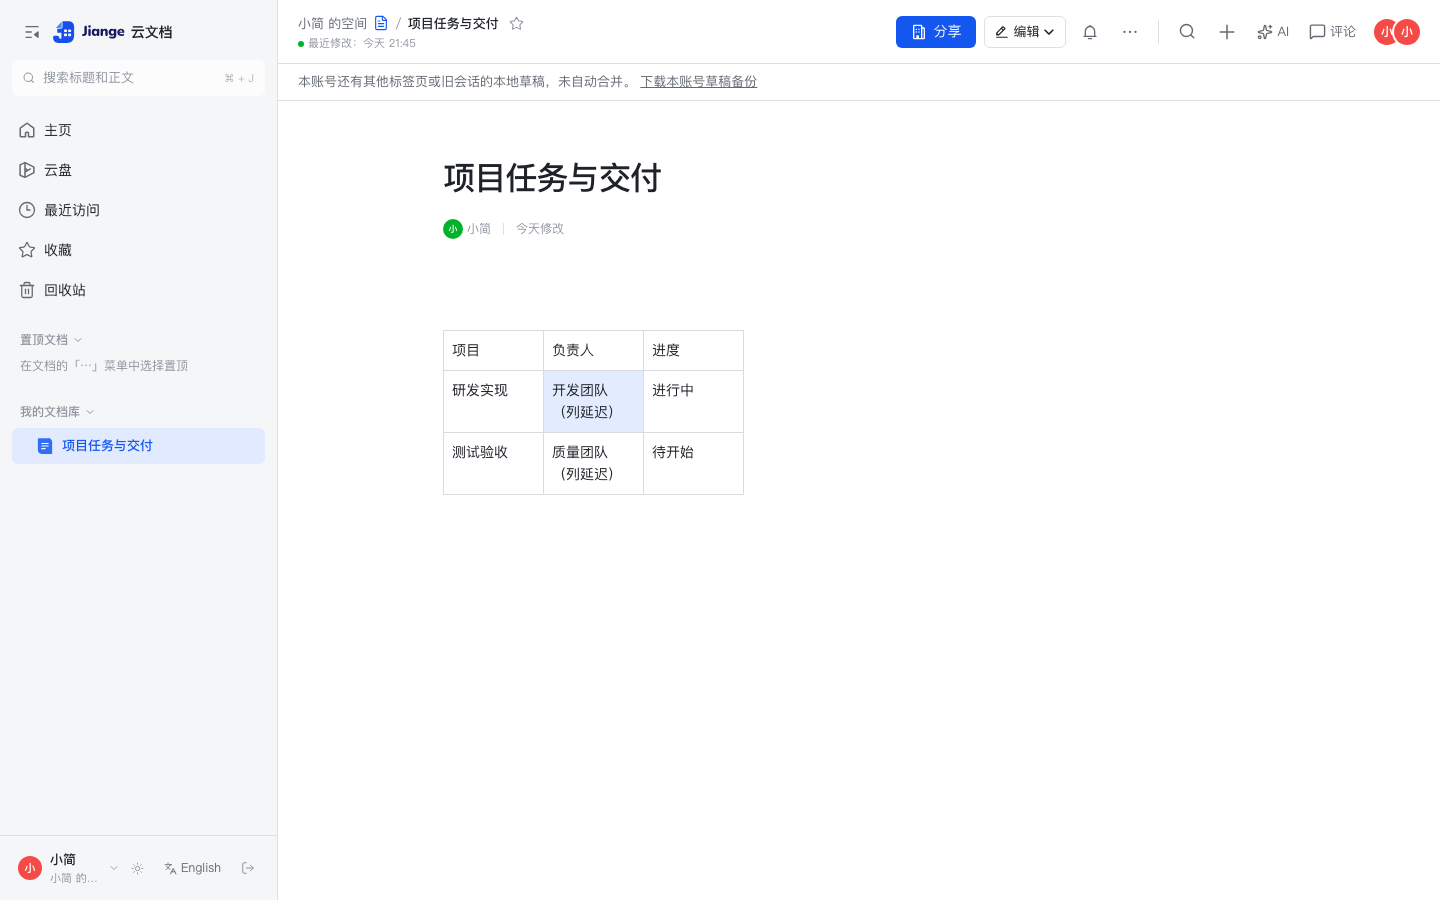 Jiange 云文档
搜索标题和正文 ⌘ + J
主页
云盘
最近访问
收藏
回收站
置顶文档
在文档的「···」菜单中选择置顶
我的文档库
项目任务与交付
小 小简
小简 的...
English
小简 的空间 / 项目任务与交付
最近修改：今天 21:45
分享 编辑 AI 评论 小 小
本账号还有其他标签页或旧会话的本地草稿，未自动合并。 下载本账号草稿备份
项目任务与交付
小 小简 今天修改
项目 负责人 进度
研发实现 开发团队 进行中
（列延迟）
测试验收 质量团队 待开始
（列延迟）